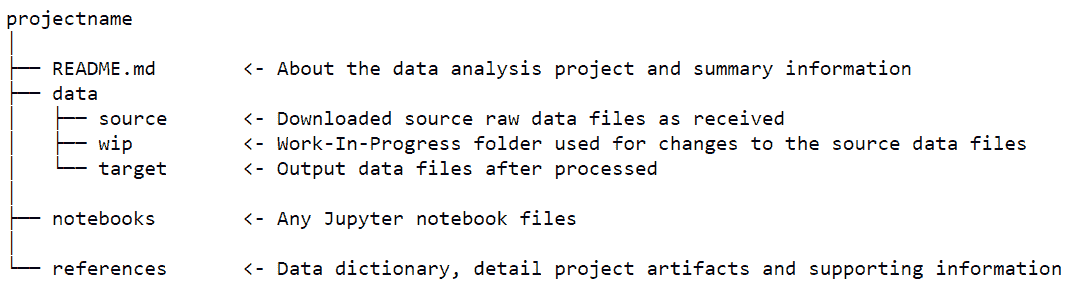 projectname
│
├── README.md        <- About the data analysis project and summary information
├── data
│   ├── source       <- Downloaded source raw data files as received
│   ├── wip          <- Work-In-Progress folder used for changes to the source data files
│   └── target       <- Output data files after processed
│
├── notebooks        <- Any Jupyter notebook files
│
└── references       <- Data dictionary, detail project artifacts and supporting information